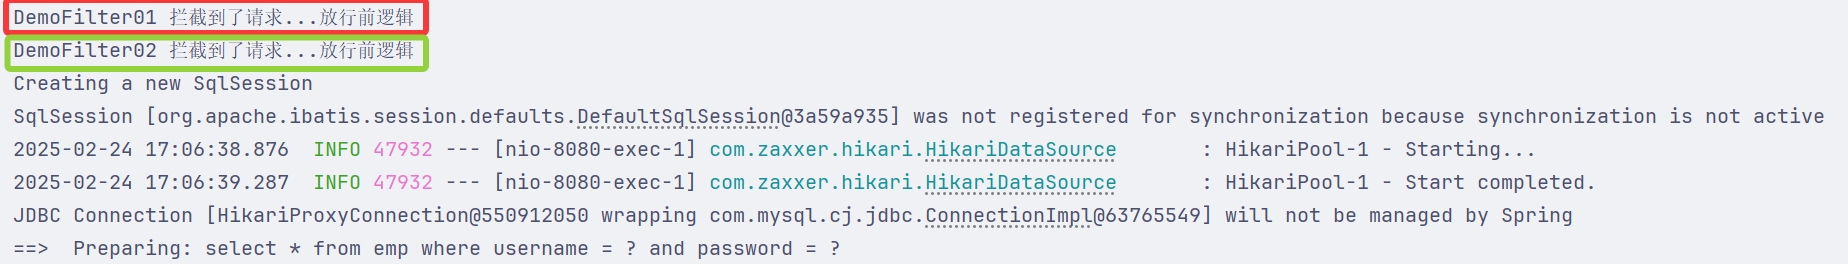 DemoFilter01 拦截到了请求...放行前逻辑
DemoFilter02 拦截到了请求...放行前逻辑
Creating a new SqlSession
SqlSession [org.apache.ibatis.session.defaults.DefaultSqlSession@3a59a935] was not registered for synchronization because synchronization is not active
2025-02-24 17:06:38.876  INFO 47932 --- [nio-8080-exec-1] com.zaxxer.hikari.HikariDataSource       : HikariPool-1 - Starting...
2025-02-24 17:06:39.287  INFO 47932 --- [nio-8080-exec-1] com.zaxxer.hikari.HikariDataSource       : HikariPool-1 - Start completed.
JDBC Connection [HikariProxyConnection@550912050 wrapping com.mysql.cj.jdbc.ConnectionImpl@63765549] will not be managed by Spring
==>  Preparing: select * from emp where username = ? and password = ?